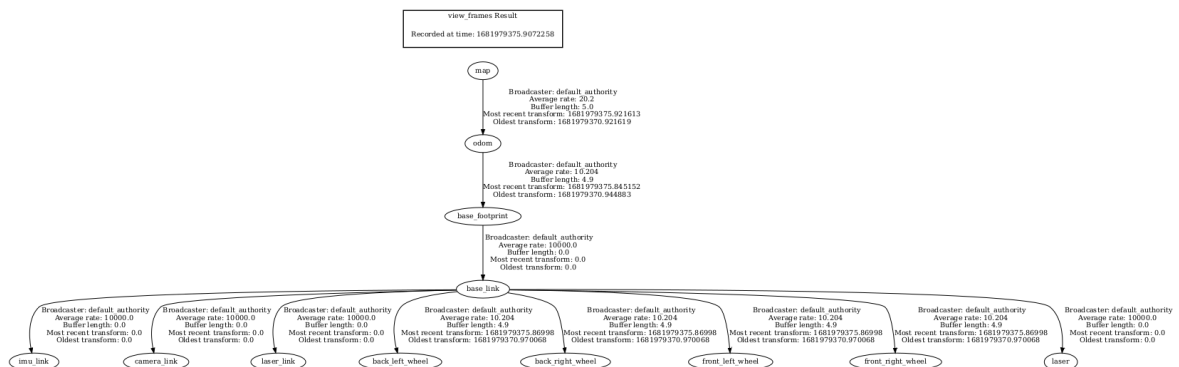 view_frames Result
Recorded at time: 1681979375.9072258
map
Broadcaster: default_authority
Average rate: 20.2
Buffer length: 5.0
Most recent transform: 1681979375.921613
Oldest transform: 1681979370.921619
odom
Broadcaster: default_authority
Average rate: 10.204
Buffer length: 4.9
Most recent transform: 1681979375.845152
Oldest transform: 1681979370.944883
base_footprint
Broadcaster: default_authority
Average rate: 10000.0
Buffer length: 0.0
Most recent transform: 0.0
Oldest transform: 0.0
base_link
Broadcaster: default_authority
Average rate: 10000.0
Buffer length: 0.0
Most recent transform: 0.0
Oldest transform: 0.0
imu_link
Broadcaster: default_authority
Average rate: 10000.0
Buffer length: 0.0
Most recent transform: 0.0
Oldest transform: 0.0
camera_link
Broadcaster: default_authority
Average rate: 10000.0
Buffer length: 0.0
Most recent transform: 0.0
Oldest transform: 0.0
laser_link
Broadcaster: default_authority
Average rate: 10.204
Buffer length: 4.9
Most recent transform: 1681979375.86998
Oldest transform: 1681979370.970068
back_left_wheel
Broadcaster: default_authority
Average rate: 10.204
Buffer length: 4.9
Most recent transform: 1681979375.86998
Oldest transform: 1681979370.970068
back_right_wheel
Broadcaster: default_authority
Average rate: 10.204
Buffer length: 4.9
Most recent transform: 1681979375.86998
Oldest transform: 1681979370.970068
front_left_wheel
Broadcaster: default_authority
Average rate: 10.204
Buffer length: 4.9
Most recent transform: 1681979375.86998
Oldest transform: 1681979370.970068
front_right_wheel
Broadcaster: default_authority
Average rate: 10000.0
Buffer length: 0.0
Most recent transform: 0.0
Oldest transform: 0.0
laser